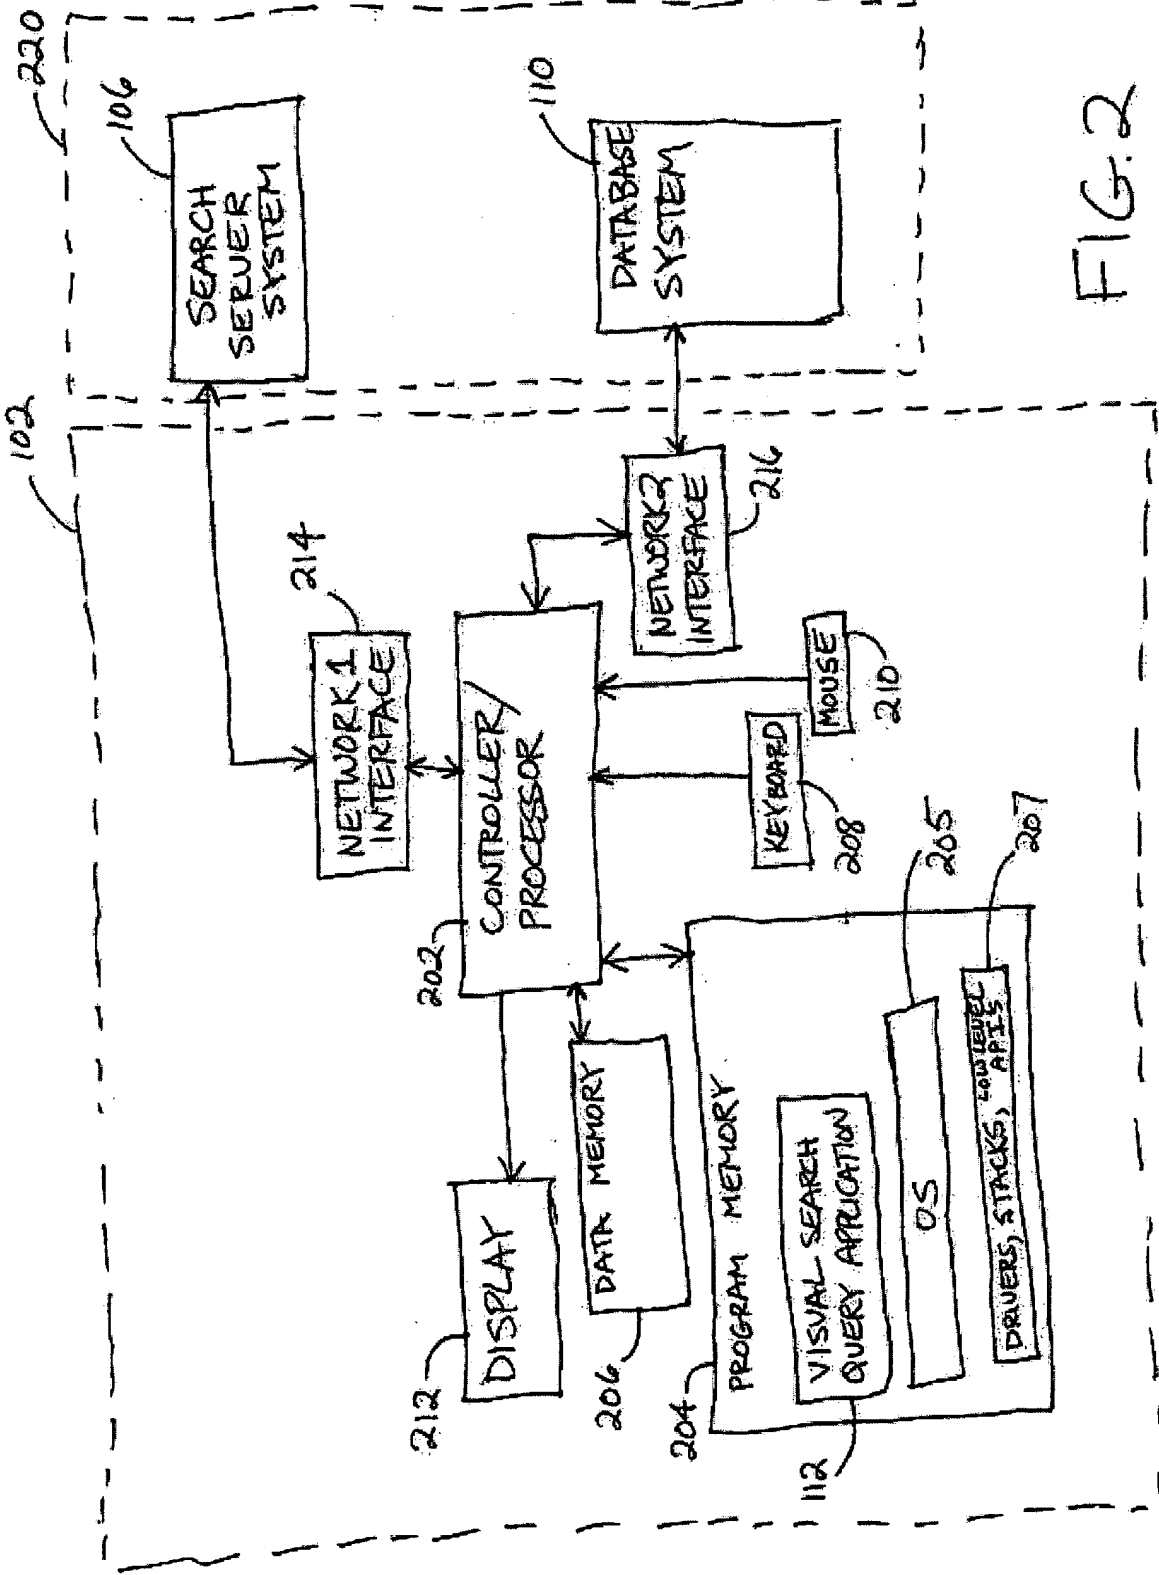 102
220
214
NETWORK 1
INTERFACE
106
SEARCH
SERVER
SYSTEM
212
DISPLAY
202
CONTROLLER/
PROCESSOR
110
DATABASE
SYSTEM
206
DATA MEMORY
NETWORK 2
INTERFACE
216
204
PROGRAM MEMORY
KEYBOARD
208
MOUSE
210
112
VISUAL SEARCH
QUERY APPLICATION
OS
205
DRIVERS, STACKS, LOW LEVEL
APIS
207
FIG. 2